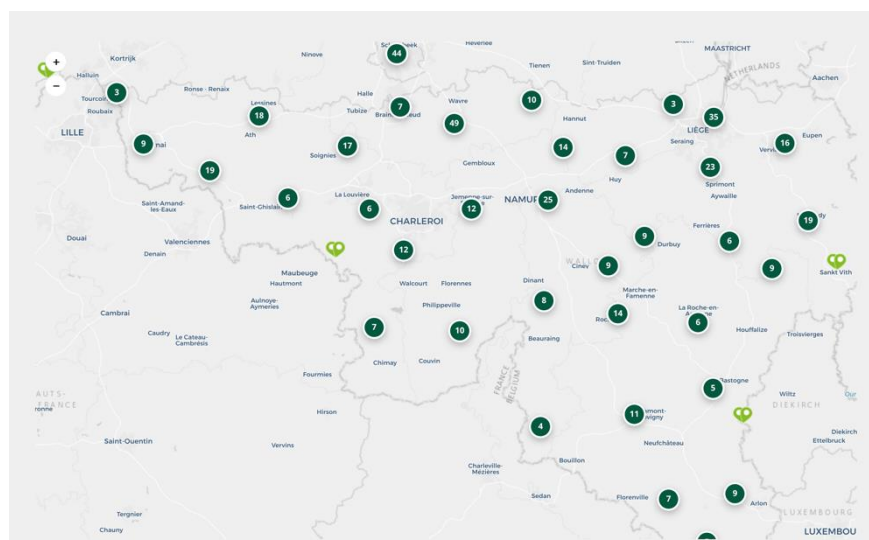 44
Hevenee
MAASTRICHT
Kortrijk
Ninove
+
Tienen
Sint-Truiden
NETHERLANDS
Halluin
Aachen
−
Ronse - Renaix
Halle
3
Tourcoing
Lessines
7
Wavre
10
3
Roubaix
18
Tubize
Hannut
35
49
LILLE
Ath
LIÈGE
Eupen
9
17
14
Seraing
16
Soignies
7
Gembloux
23
19
Huy
Sprimont
Andenne
La Louvière
NAMUR
25
Aywaille
Saint-Amand-
les-Eaux
6
6
12
Saint-Ghislain
CHARLEROI
19
Ferrières
Douai
Valenciennes
9
6
Denain
12
Durbuy
Ciney
9
9
Sankt Vith
Maubeuge
Hautmont
Walcourt
Florennes
Dinant
Marche-en-
Famenne
Aulnoye-
Aymeries
Philippeville
8
La Roche-en-
Cambrai
14
6
7
10
Houffalize
Troisvierges
Caudry
Le Cateau-
Cambrésis
Beauraing
Chimay
Couvin
FRANCE
BELGIUM
Fourmies
Bastogne
5
Wiltz
DIEKIRCH
AUTS-
FRANCE
Hirson
11
4
Saint-Quentin
Vervins
Neufchâteau
Diekirch
Ettelbruck
Bouillon
Charleville-
Mézières
Sedan
Florenville
7
9
Arlon
Tergnier
LUXEMBOURG
Chauny
LUXEMBOU